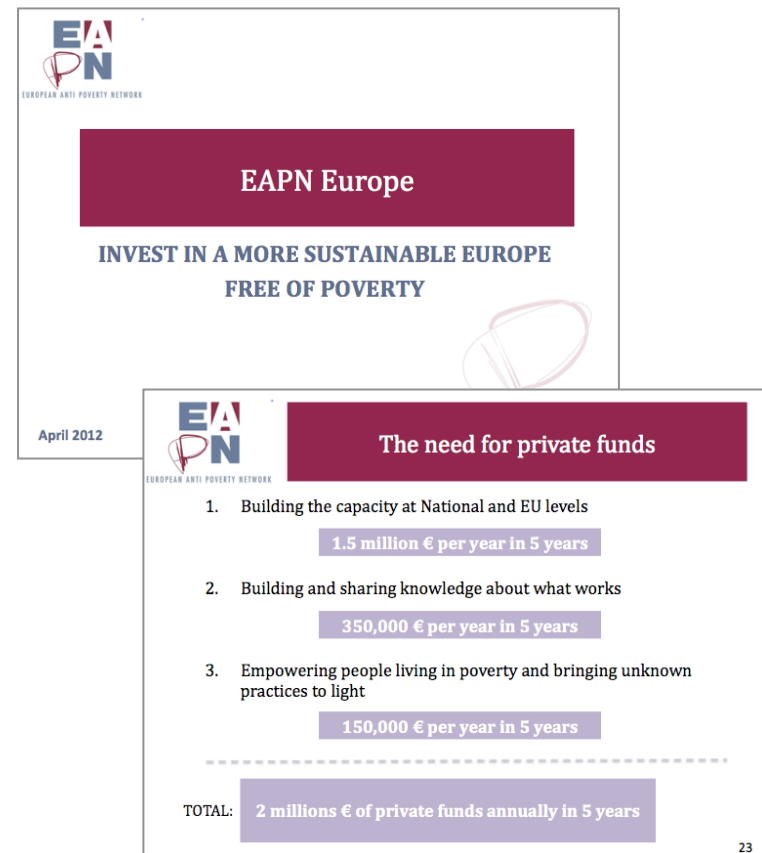 EAPN
EUROPEAN ANTI POVERTY NETWORK
EAPN Europe
INVEST IN A MORE SUSTAINABLE EUROPE
FREE OF POVERTY
April 2012
EAPN
EUROPEAN ANTI POVERTY NETWORK
The need for private funds
1. Building the capacity at National and EU levels
1.5 million € per year in 5 years
2. Building and sharing knowledge about what works
350,000 € per year in 5 years
3. Empowering people living in poverty and bringing unknown
practices to light
150,000 € per year in 5 years
TOTAL: 2 millions € of private funds annually in 5 years
23